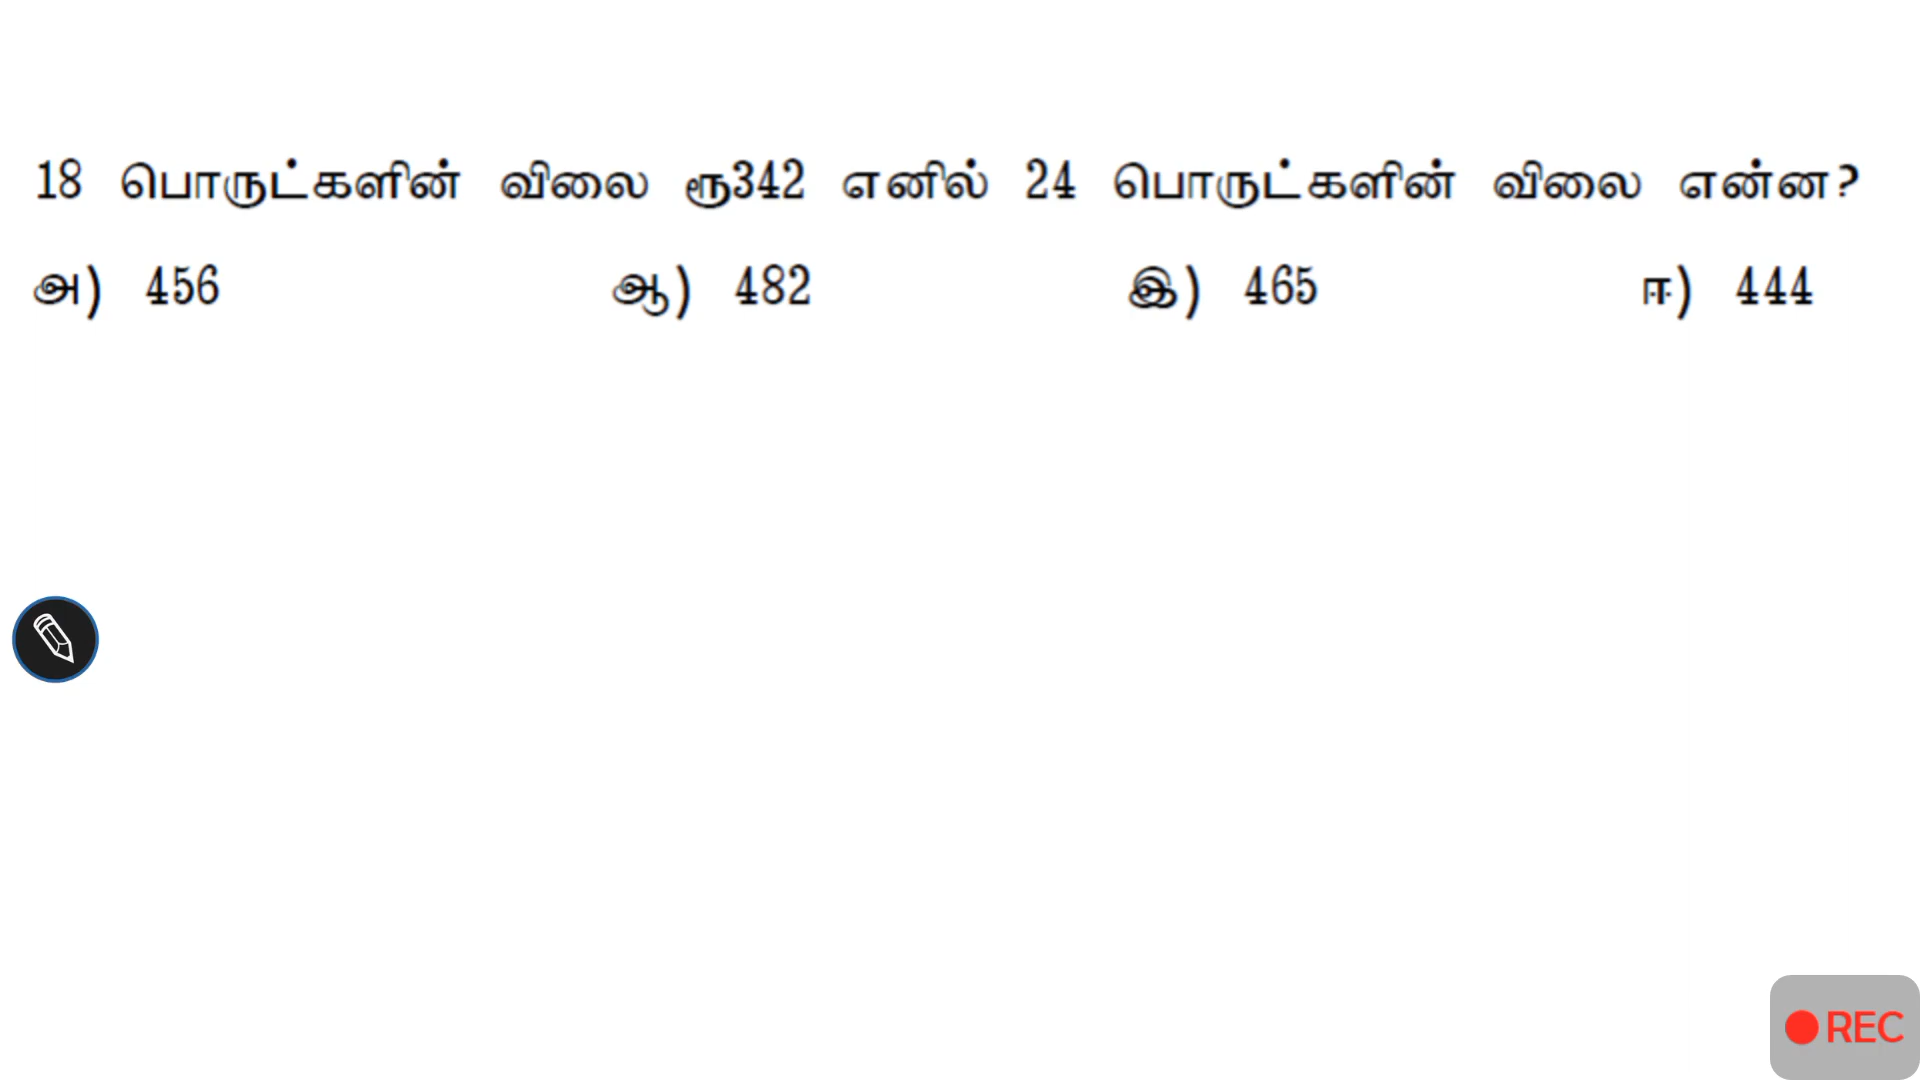 18 பொருட்களின் விலை ரூ342 எனில் 24 பொருட்களின் விலை என்ன?
அ) 456 ஆ) 482 இ) 465 ஈ) 444
REC